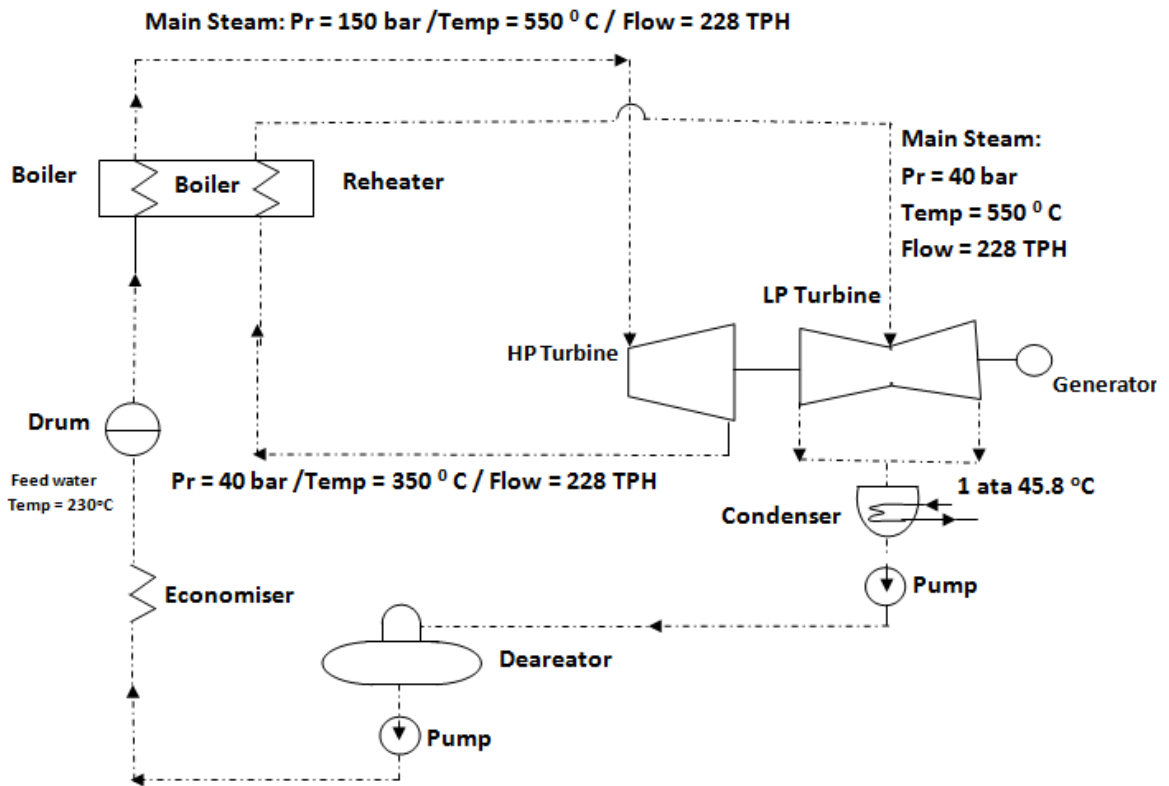 Main Steam: Pr = 150 bar /Temp = 550 ⁰ C / Flow = 228 TPH
Main Steam:
Pr = 40 bar
Temp = 550 ⁰ C
Flow = 228 TPH
Boiler
Boiler
Reheater
LP Turbine
HP Turbine
Generator
Drum
Feed water
Temp = 230ᵒC
Pr = 40 bar /Temp = 350 ⁰ C / Flow = 228 TPH
1 ata 45.8 ᵒC
Condenser
Economiser
Pump
Deareator
Pump